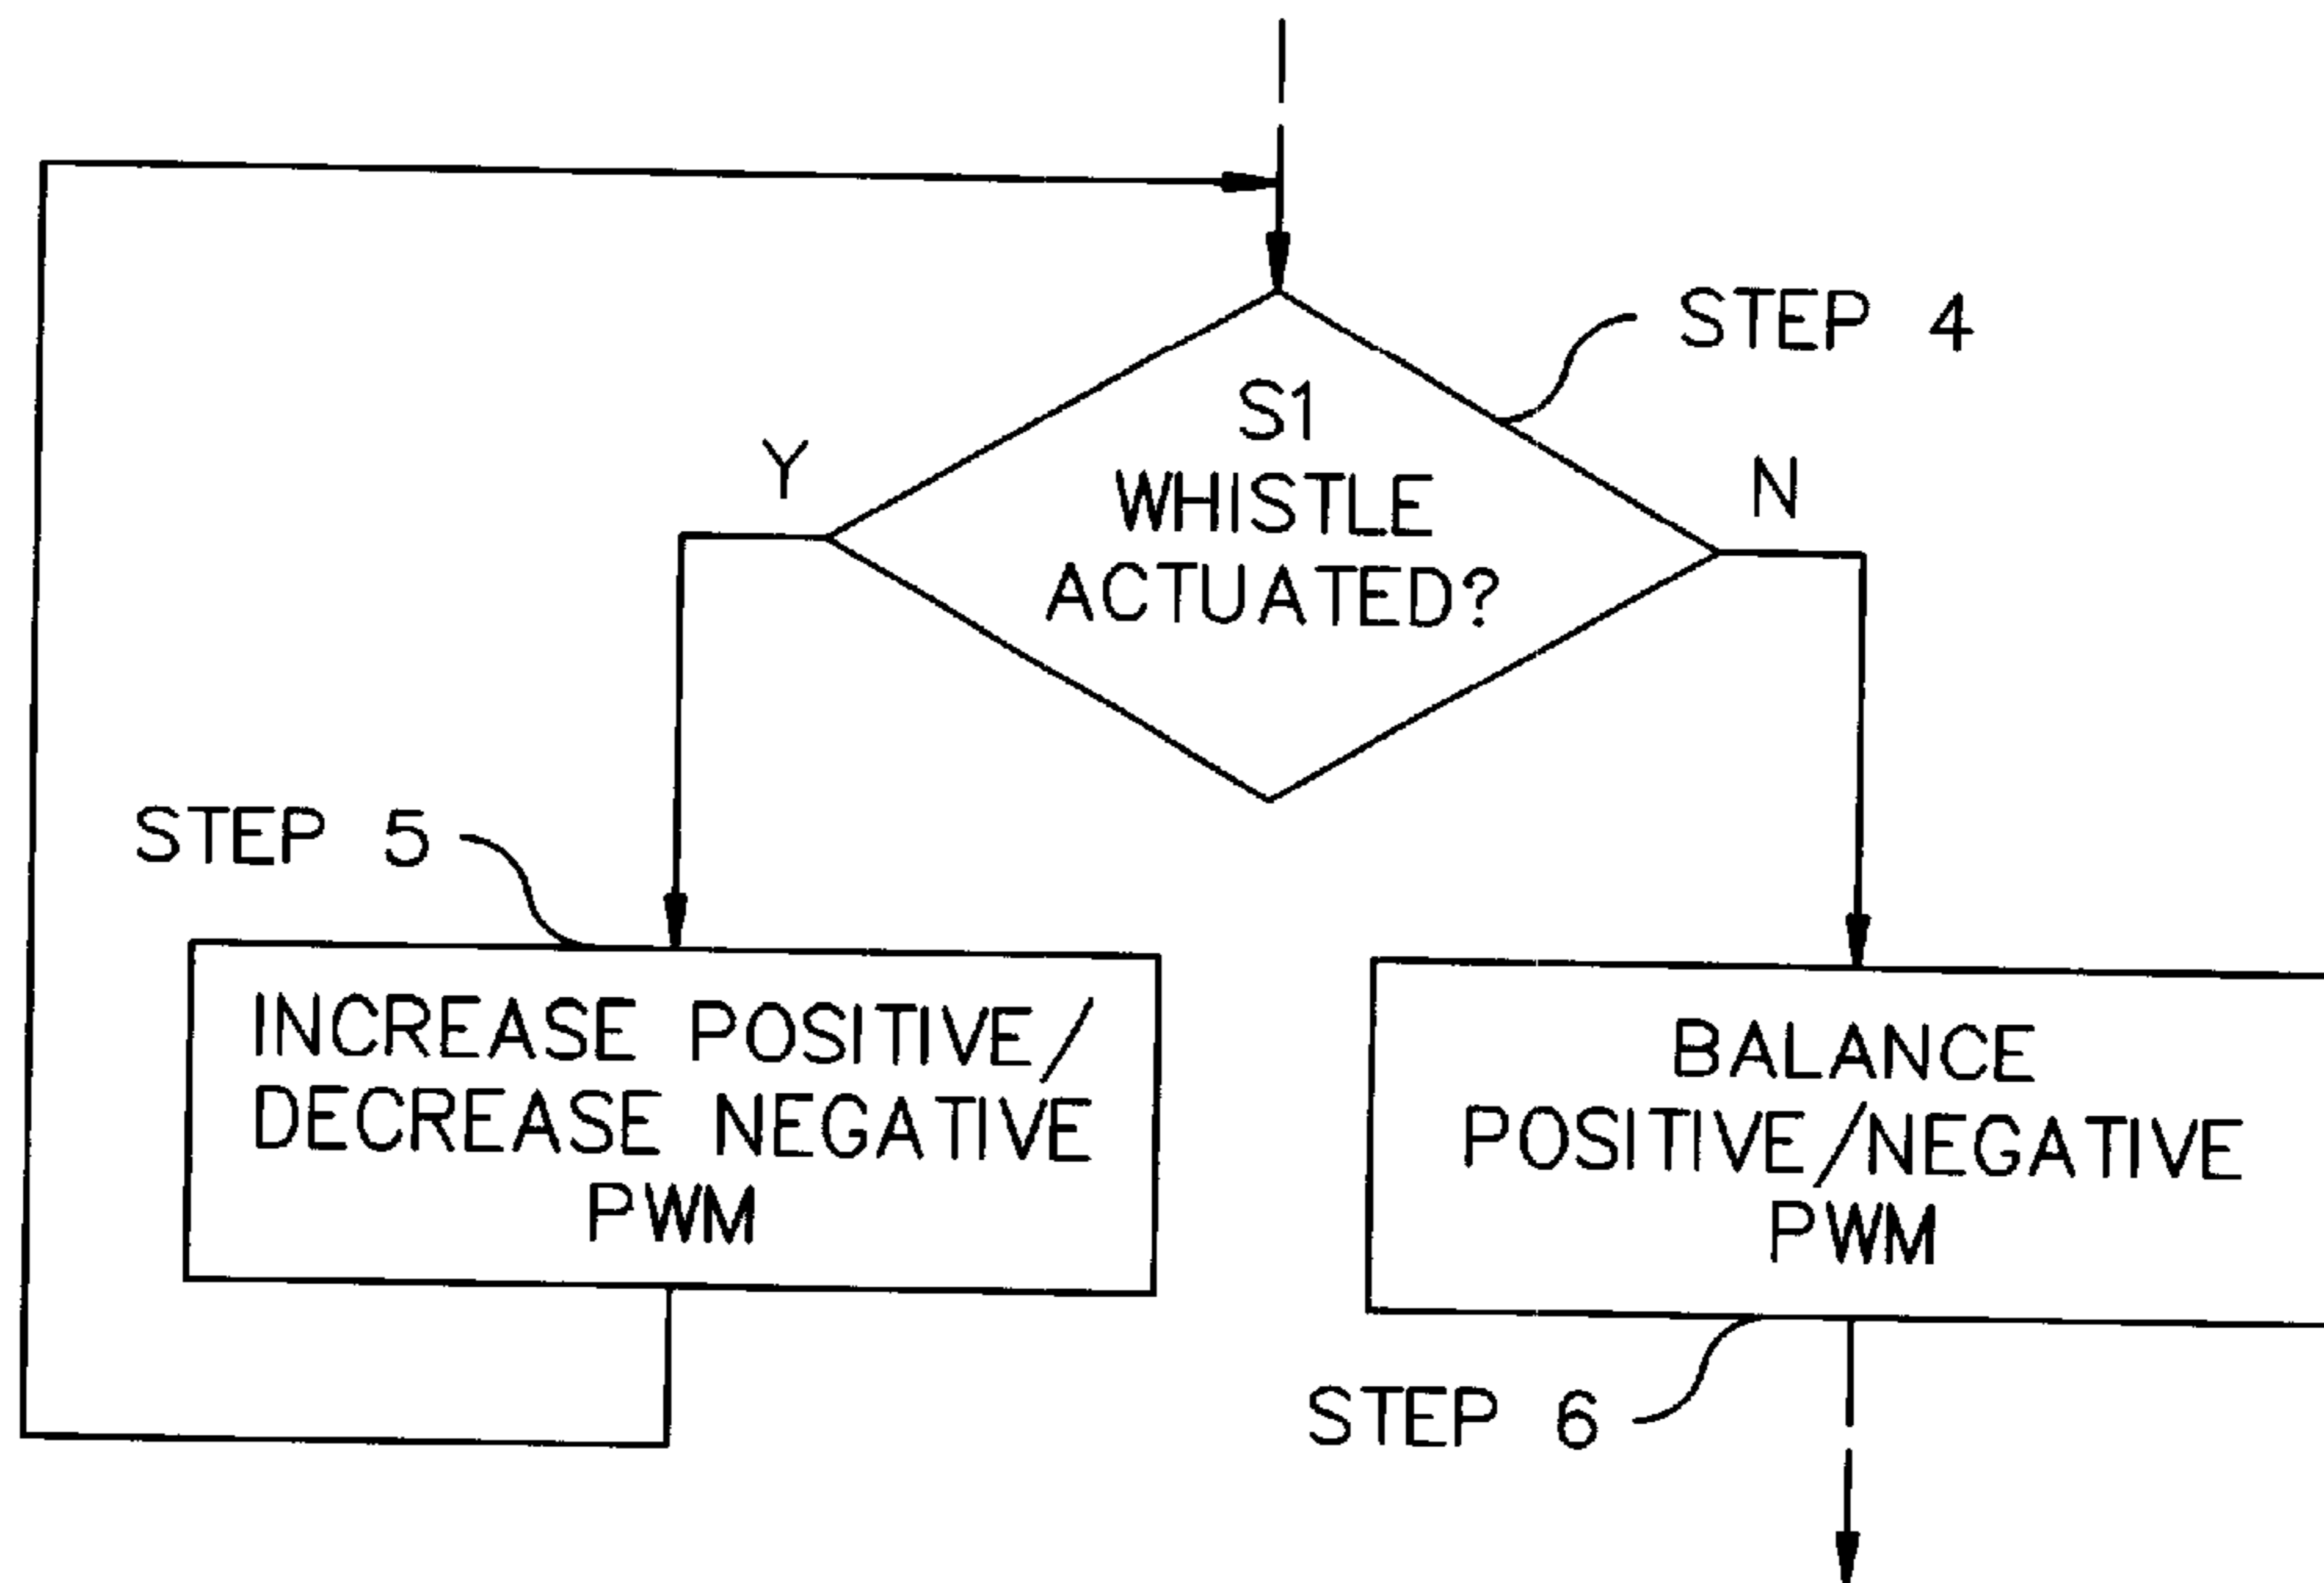 STEP 4
S1
WHISTLE
ACTUATED?
Y
N
STEP 5
INCREASE POSITIVE/
DECREASE NEGATIVE
PWM
BALANCE
POSITIVE/NEGATIVE
PWM
STEP 6